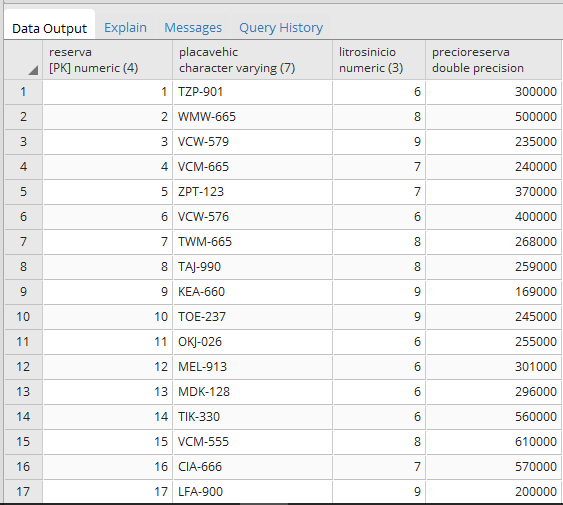 Data Output Explain Messages Query History
reserva placavehic litrosinicio precioreserva
[PK] numeric (4) character varying (7) numeric (3) double precision
1 1 TZP-901 6 300000
2 2 WMW-665 8 500000
3 3 VCW-579 9 235000
4 4 VCM-665 7 240000
5 5 ZPT-123 7 370000
6 6 VCW-576 6 400000
7 7 TWM-665 8 268000
8 8 TAJ-990 8 259000
9 9 KEA-660 9 169000
10 10 TOE-237 9 245000
11 11 OKJ-026 6 255000
12 12 MEL-913 6 301000
13 13 MDK-128 6 296000
14 14 TIK-330 6 560000
15 15 VCM-555 8 610000
16 16 CIA-666 7 570000
17 17 LFA-900 9 200000